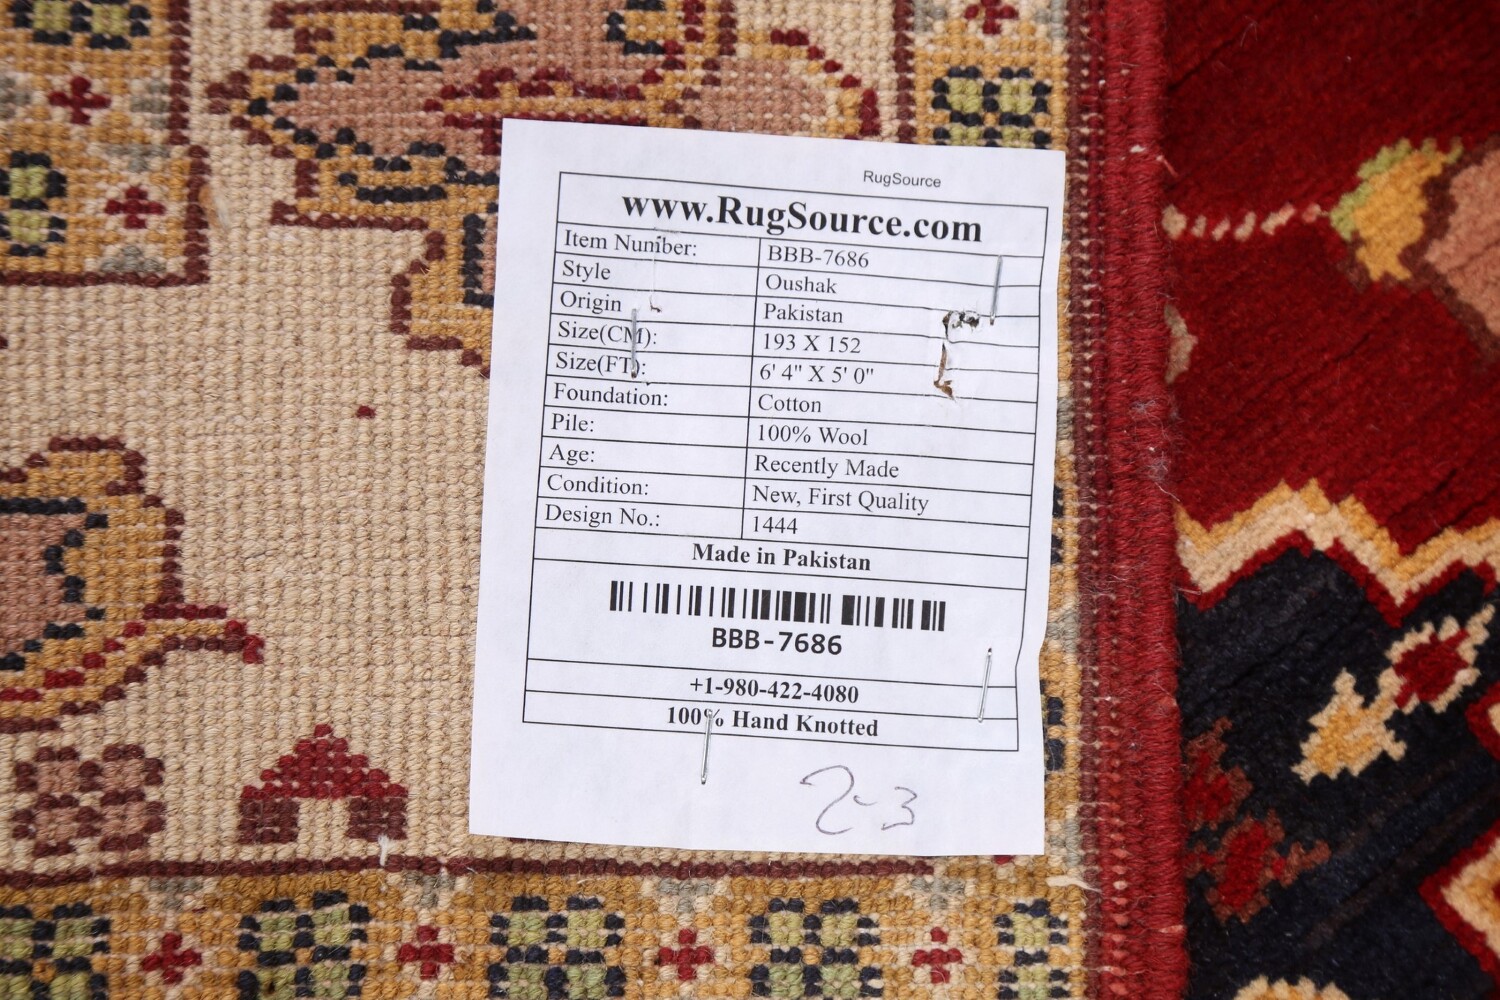 RugSource
www.RugSource.com
Item Number: BBB-7686
Style Oushak
Origin Pakistan
Size(CM): 193 X 152
Size(FT): 6' 4" X 5' 0"
Foundation: Cotton
Pile: 100% Wool
Age: Recently Made
Condition: New, First Quality
Design No.: 1444
Made in Pakistan
BBB-7686
+1-980-422-4080
100% Hand Knotted
2-3